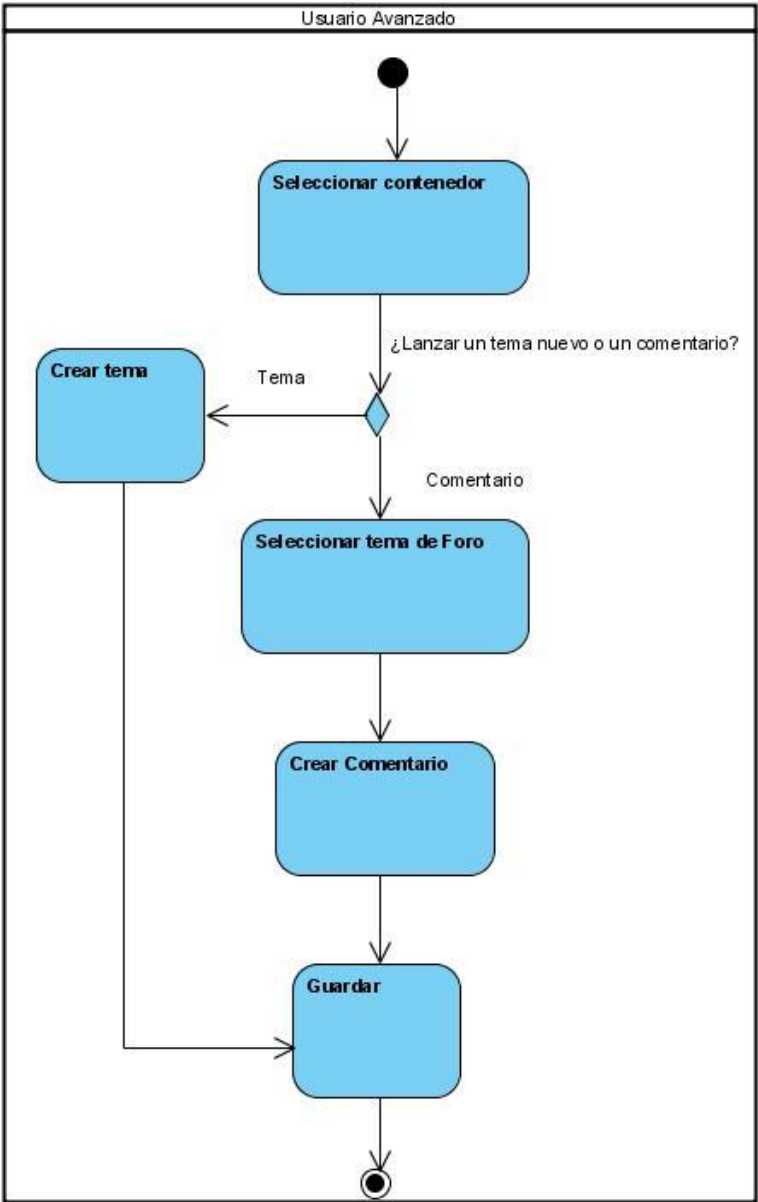 Usuario Avanzado
Seleccionar contenedor
¿Lanzar un tema nuevo o un comentario?
Crear tema
Tema
Comentario
Seleccionar tema de Foro
Crear Comentario
Guardar